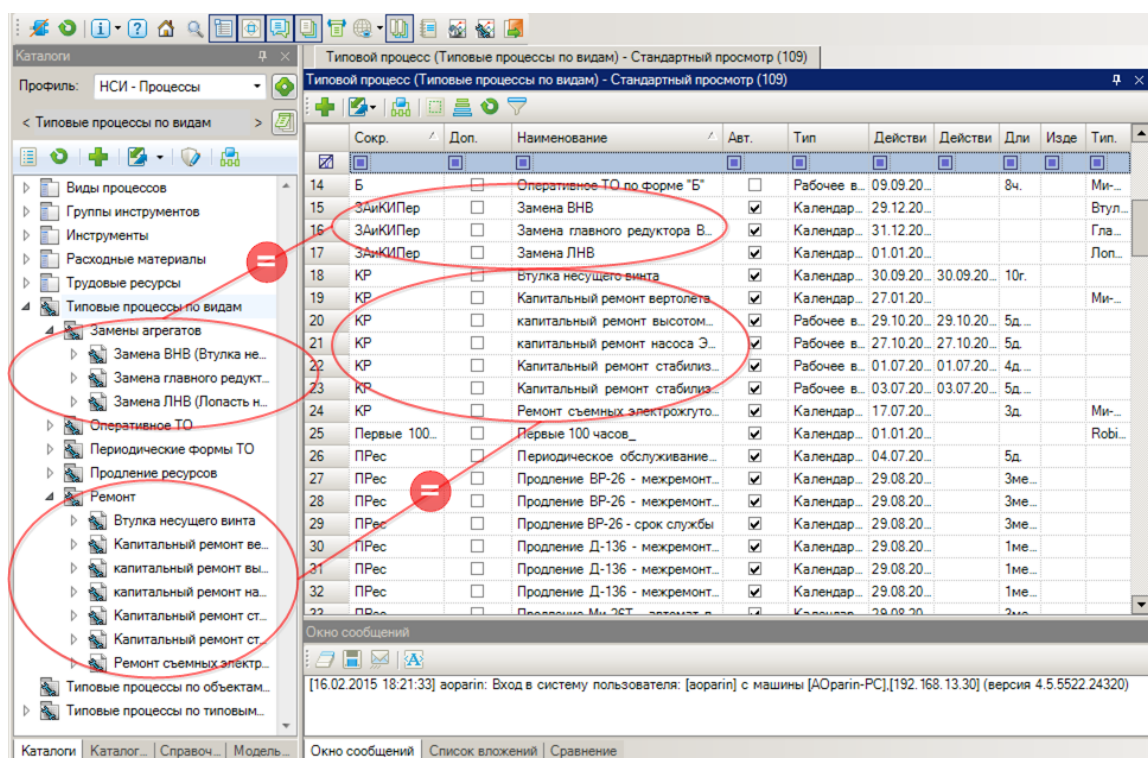 Каталоги
Профиль: НСИ - Процессы
< Типовые процессы по видам >
Виды процессов
Группы инструментов
Инструменты
Расходные материалы
Трудовые ресурсы
Типовые процессы по видам
Замены агрегатов
Замена ВНВ (Втулка не...
Замена главного редукт...
Замена ЛНВ (Лопасть н...
Оперативное ТО
Периодические формы ТО
Продление ресурсов
Ремонт
Втулка несущего винта
Капитальный ремонт ве...
капитальный ремонт вы...
капитальный ремонт на...
Капитальный ремонт ст...
Капитальный ремонт ст...
Ремонт съемных электр...
Типовые процессы по объектам...
Типовые процессы по типовым...
Каталоги Каталог... Справоч... Модель...
Типовой процесс (Типовые процессы по видам) - Стандартный просмотр (109)
Типовой процесс (Типовые процессы по видам) - Стандартный просмотр (109)
Сокр. Доп. Наименование Авт. Тип Действи Действи Дли Изде Тип.
14 Б Оперативное ТО по форме "Б" Рабочее в... 09.09.20... 8ч. Ми-...
15 ЗАиКИПер Замена ВНВ Календар... 29.12.20... Втул...
16 ЗАиКИПер Замена главного редуктора В... Календар... 31.12.20... Гла...
17 ЗАиКИПер Замена ЛНВ Календар... 01.01.20... Лоп...
18 КР Втулка несущего винта Календар... 30.09.20... 30.09.20... 10г.
19 КР Капитальный ремонт вертолета Календар... 27.01.20... Ми-...
20 КР капитальный ремонт высотом... Рабочее в... 29.10.20... 29.10.20... 5д....
21 КР капитальный ремонт насоса Э... Рабочее в... 27.10.20... 27.10.20... 5д.
22 КР Капитальный ремонт стабилиз... Рабочее в... 01.07.20... 01.07.20... 4д....
23 КР Капитальный ремонт стабилиз... Рабочее в... 03.07.20... 03.07.20... 5д....
24 КР Ремонт съемных электрожгуто... Календар... 17.07.20... 3д. Ми-...
25 Первые 100... Первые 100 часов_ Календар... 01.01.20... Robi...
26 ПРес Периодическое обслуживание... Календар... 04.07.20... 5д.
27 ПРес Продление ВР-26 - межремонт... Календар... 29.08.20... 3ме...
28 ПРес Продление ВР-26 - межремонт... Календар... 29.08.20... 3ме...
29 ПРес Продление ВР-26 - срок службы Календар... 29.08.20... 3ме...
30 ПРес Продление Д-136 - межремонт... Календар... 29.08.20... 1ме...
31 ПРес Продление Д-136 - межремонт... Календар... 29.08.20... 1ме...
32 ПРес Продление Д-136 - межремонт... Календар... 29.08.20... 1ме...
33 ПРес Продление Ми-26Т Календар... 29.08.20... 3ме...
=
=
Окно сообщений
[16.02.2015 18:21:33] aoparin: Вход в систему пользователя: [aoparin] с машины [AOparin-PC],[192.168.13.30] (версия 4.5.5522.24320)
Окно сообщений Список вложений Сравнение